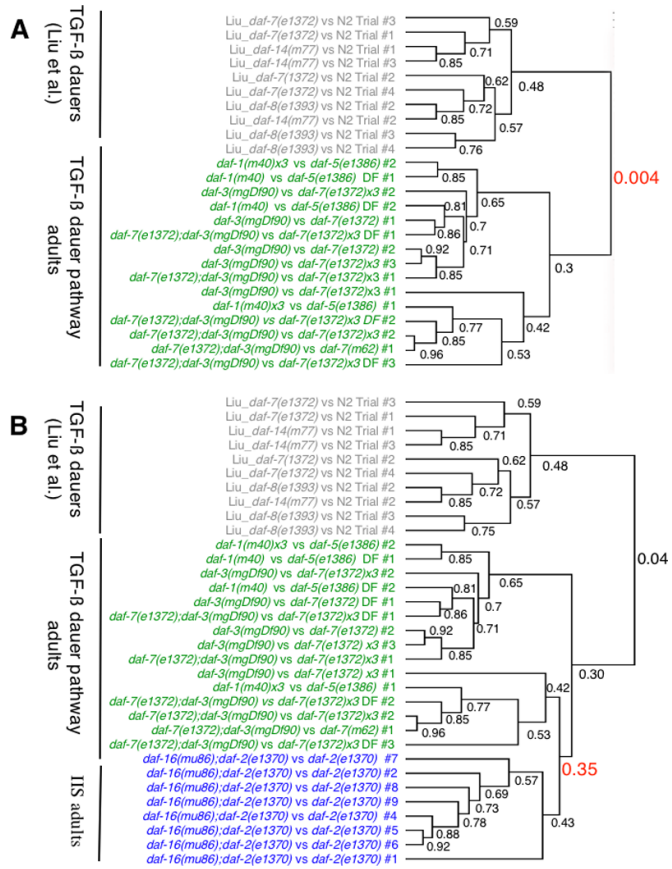 A
TGF-ß dauers
(Liu et al.)
Liu_daf-7(e1372) vs N2 Trial #3
Liu_daf-7(e1372) vs N2 Trial #1
Liu_daf-14(m77) vs N2 Trial #1
Liu_daf-14(m77) vs N2 Trial #3
Liu_daf-7(1372) vs N2 Trial #2
Liu_daf-7(e1372) vs N2 Trial #4
Liu_daf-8(e1393) vs N2 Trial #2
Liu_daf-14(m77) vs N2 Trial #2
Liu_daf-8(e1393) vs N2 Trial #3
Liu_daf-8(e1393) vs N2 Trial #4
TGF-ß dauer pathway
adults
daf-1(m40)x3 vs daf-5(e1386) #2
daf-1(m40) vs daf-5(e1386) DF #1
daf-3(mgDf90) vs daf-7(e1372)x3 #2
daf-1(m40) vs daf-5(e1386) DF #2
daf-3(mgDf90) vs daf-7(e1372) #1
daf-7(e1372);daf-3(mgDf90) vs daf-7(e1372)x3 DF #1
daf-3(mgDf90) vs daf-7(e1372) #2
daf-3(mgDf90) vs daf-7(e1372)x3 #3
daf-7(e1372);daf-3(mgDf90) vs daf-7(e1372)x3 #1
daf-3(mgDf90) vs daf-7(e1372)x3 #1
daf-1(m40)x3 vs daf-5(e1386) #1
daf-7(e1372);daf-3(mgDf90) vs daf-7(e1372)x3 DF #2
daf-7(e1372);daf-3(mgDf90) vs daf-7(e1372)x3 #2
daf-7(e1372);daf-3(mgDf90) vs daf-7(m62) #1
daf-7(e1372);daf-3(mgDf90) vs daf-7(e1372)x3 DF #3
0.59
0.71
0.85
0.48
0.62
0.72
0.85
0.57
0.76
0.004
0.85
0.65
0.81
0.7
0.86
0.92
0.71
0.85
0.3
0.77
0.42
0.85
0.96
0.53
B
TGF-ß dauers
(Liu et al.)
Liu_daf-7(e1372) vs N2 Trial #3
Liu_daf-7(e1372) vs N2 Trial #1
Liu_daf-14(m77) vs N2 Trial #1
Liu_daf-14(m77) vs N2 Trial #3
Liu_daf-7(1372) vs N2 Trial #2
Liu_daf-7(e1372) vs N2 Trial #4
Liu_daf-8(e1393) vs N2 Trial #2
Liu_daf-14(m77) vs N2 Trial #2
Liu_daf-8(e1393) vs N2 Trial #3
Liu_daf-8(e1393) vs N2 Trial #4
TGF-ß dauer pathway
adults
daf-1(m40)x3 vs daf-5(e1386) #2
daf-1(m40) vs daf-5(e1386) DF #1
daf-3(mgDf90) vs daf-7(e1372)x3 #2
daf-1(m40) vs daf-5(e1386) DF #2
daf-3(mgDf90) vs daf-7(e1372) DF #1
daf-7(e1372);daf-3(mgDf90) vs daf-7(e1372)x3 DF #1
daf-3(mgDf90) vs daf-7(e1372) #2
daf-3(mgDf90) vs daf-7(e1372) x3 #3
daf-7(e1372);daf-3(mgDf90) vs daf-7(e1372)x3 #1
daf-3(mgDf90) vs daf-7(e1372) x3 #1
daf-1(m40)x3 vs daf-5(e1386) #1
daf-7(e1372);daf-3(mgDf90) vs daf-7(e1372)x3 DF #2
daf-7(e1372);daf-3(mgDf90) vs daf-7(e1372)x3 #2
daf-7(e1372);daf-3(mgDf90) vs daf-7(m62) #1
daf-7(e1372);daf-3(mgDf90) vs daf-7(e1372)x3 DF #3
IIS adults
daf-16(mu86);daf-2(e1370) vs daf-2(e1370) #7
daf-16(mu86);daf-2(e1370) vs daf-2(e1370) #2
daf-16(mu86);daf-2(e1370) vs daf-2(e1370) #8
daf-16(mu86);daf-2(e1370) vs daf-2(e1370) #9
daf-16(mu86);daf-2(e1370) vs daf-2(e1370) #4
daf-16(mu86);daf-2(e1370) vs daf-2(e1370) #5
daf-16(mu86);daf-2(e1370) vs daf-2(e1370) #6
daf-16(mu86);daf-2(e1370) vs daf-2(e1370) #1
0.59
0.71
0.85
0.48
0.62
0.72
0.85
0.57
0.75
0.04
0.85
0.65
0.81
0.7
0.86
0.92
0.71
0.85
0.30
0.42
0.77
0.85
0.96
0.53
0.35
0.57
0.69
0.73
0.78
0.43
0.88
0.92